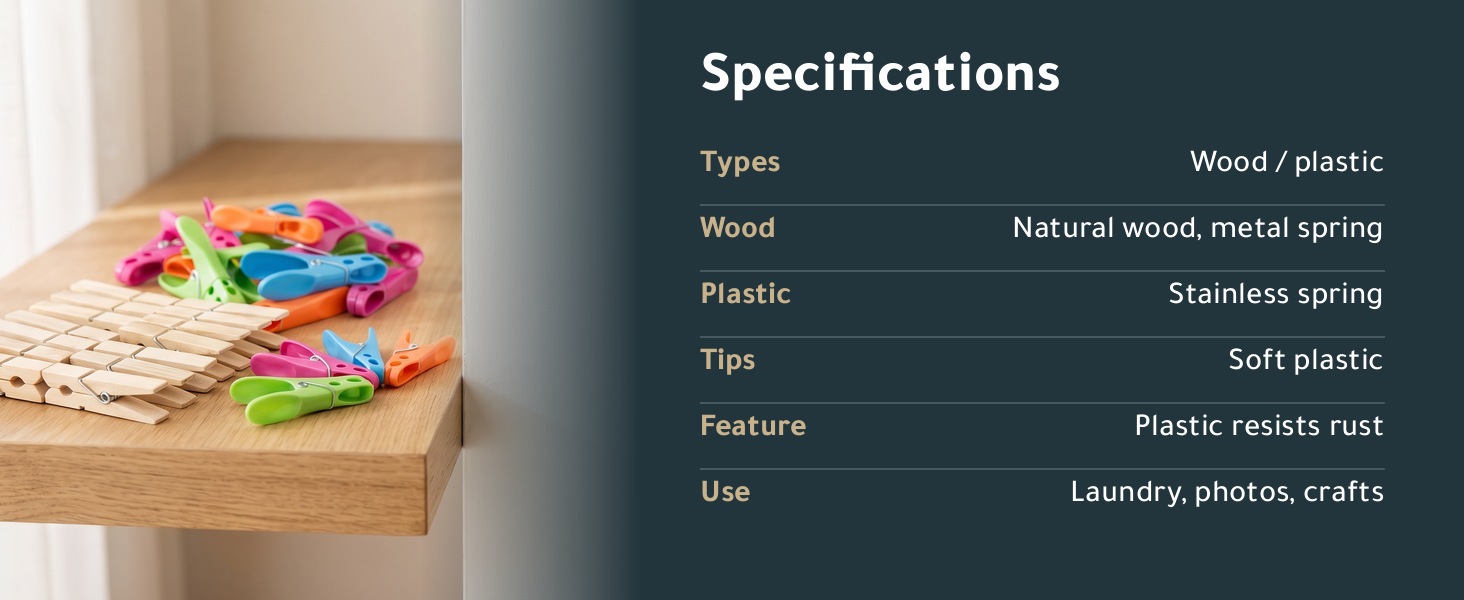 Specifications
Types Wood / plastic
Wood Natural wood, metal spring
Plastic Stainless spring
Tips Soft plastic
Feature Plastic resists rust
Use Laundry, photos, crafts